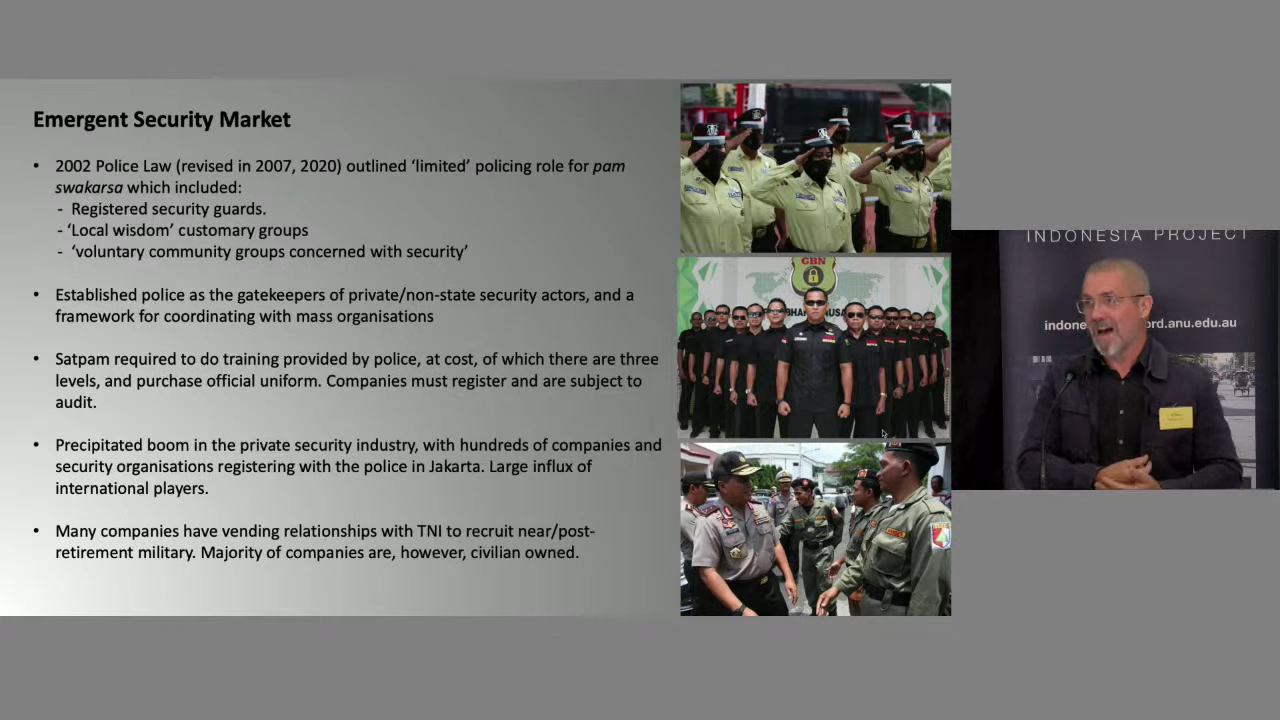 Emergent Security Market
• 2002 Police Law (revised in 2007, 2020) outlined ‘limited’ policing role for pam
swakarsa which included:
- Registered security guards.
- ‘Local wisdom’ customary groups
- ‘voluntary community groups concerned with security’
• Established police as the gatekeepers of private/non-state security actors, and a
framework for coordinating with mass organisations
• Satpam required to do training provided by police, at cost, of which there are three
levels, and purchase official uniform. Companies must register and are subject to
audit.
• Precipitated boom in the private security industry, with hundreds of companies and
security organisations registering with the police in Jakarta. Large influx of
international players.
• Many companies have vending relationships with TNI to recruit near/post-
retirement military. Majority of companies are, however, civilian owned.
GBN
INDONESIA PROJECT
indone
ord.anu.edu.au